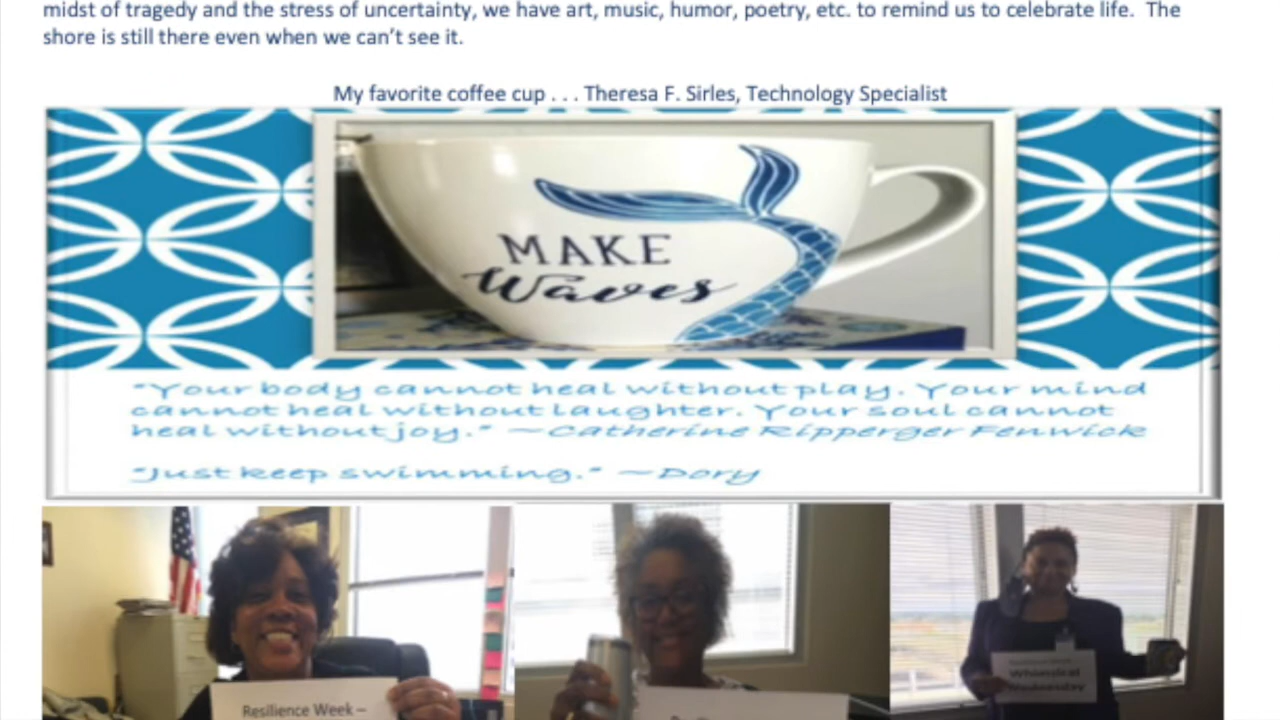 midst of tragedy and the stress of uncertainty, we have art, music, humor, poetry, etc. to remind us to celebrate life.  The
shore is still there even when we can't see it.
My favorite coffee cup . . . Theresa F. Sirles, Technology Specialist
MAKE
Waves
"Your body cannot heal without play. Your mind
cannot heal without laughter. Your soul cannot
heal without joy." ~Catherine Ripperger Fenwick
"Just keep swimming." ~Dory
Resilience Week –
Whimsical
Wednesday